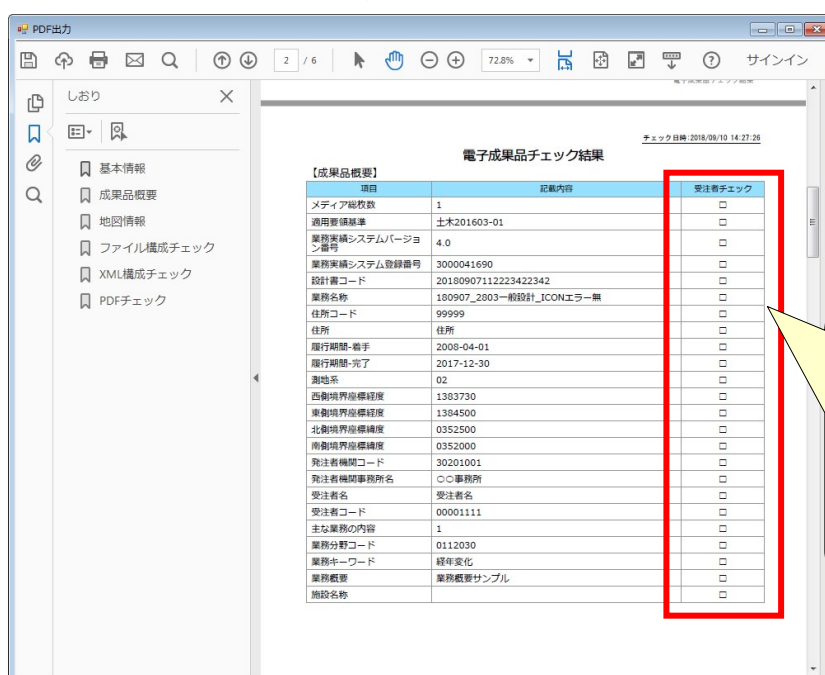 PDF出力
2 / 6
72.8%
サインイン
しおり
基本情報
成果品概要
地図情報
ファイル構成チェック
XML構成チェック
PDFチェック
電子成果品チェック結果
チェック日時:2018/09/10 14:27:26
電子成果品チェック結果
【成果品概要】
項目 記載内容 受注者チェック
メディア総枚数 1 □
適用要領基準 土木201603-01 □
業務実績システムバージョ
ン番号 4.0 □
業務実績システム登録番号 3000041690 □
設計書コード 20180907112223422342 □
業務名称 180907_2803一般設計_ICONエラー無 □
住所コード 99999 □
住所 住所 □
履行期間-着手 2008-04-01 □
履行期間-完了 2017-12-30 □
測地系 02 □
西側境界座標経度 1383730 □
東側境界座標経度 1384500 □
北側境界座標緯度 0352500 □
南側境界座標緯度 0352000 □
発注者機関コード 30201001 □
発注者機関事務所名 〇〇事務所 □
受注者名 受注者名 □
受注者コード 00001111 □
主な業務の内容 1 □
業務分野コード 0112030 □
業務キーワード 経年変化 □
業務概要 業務概要サンプル □
施設名称 □